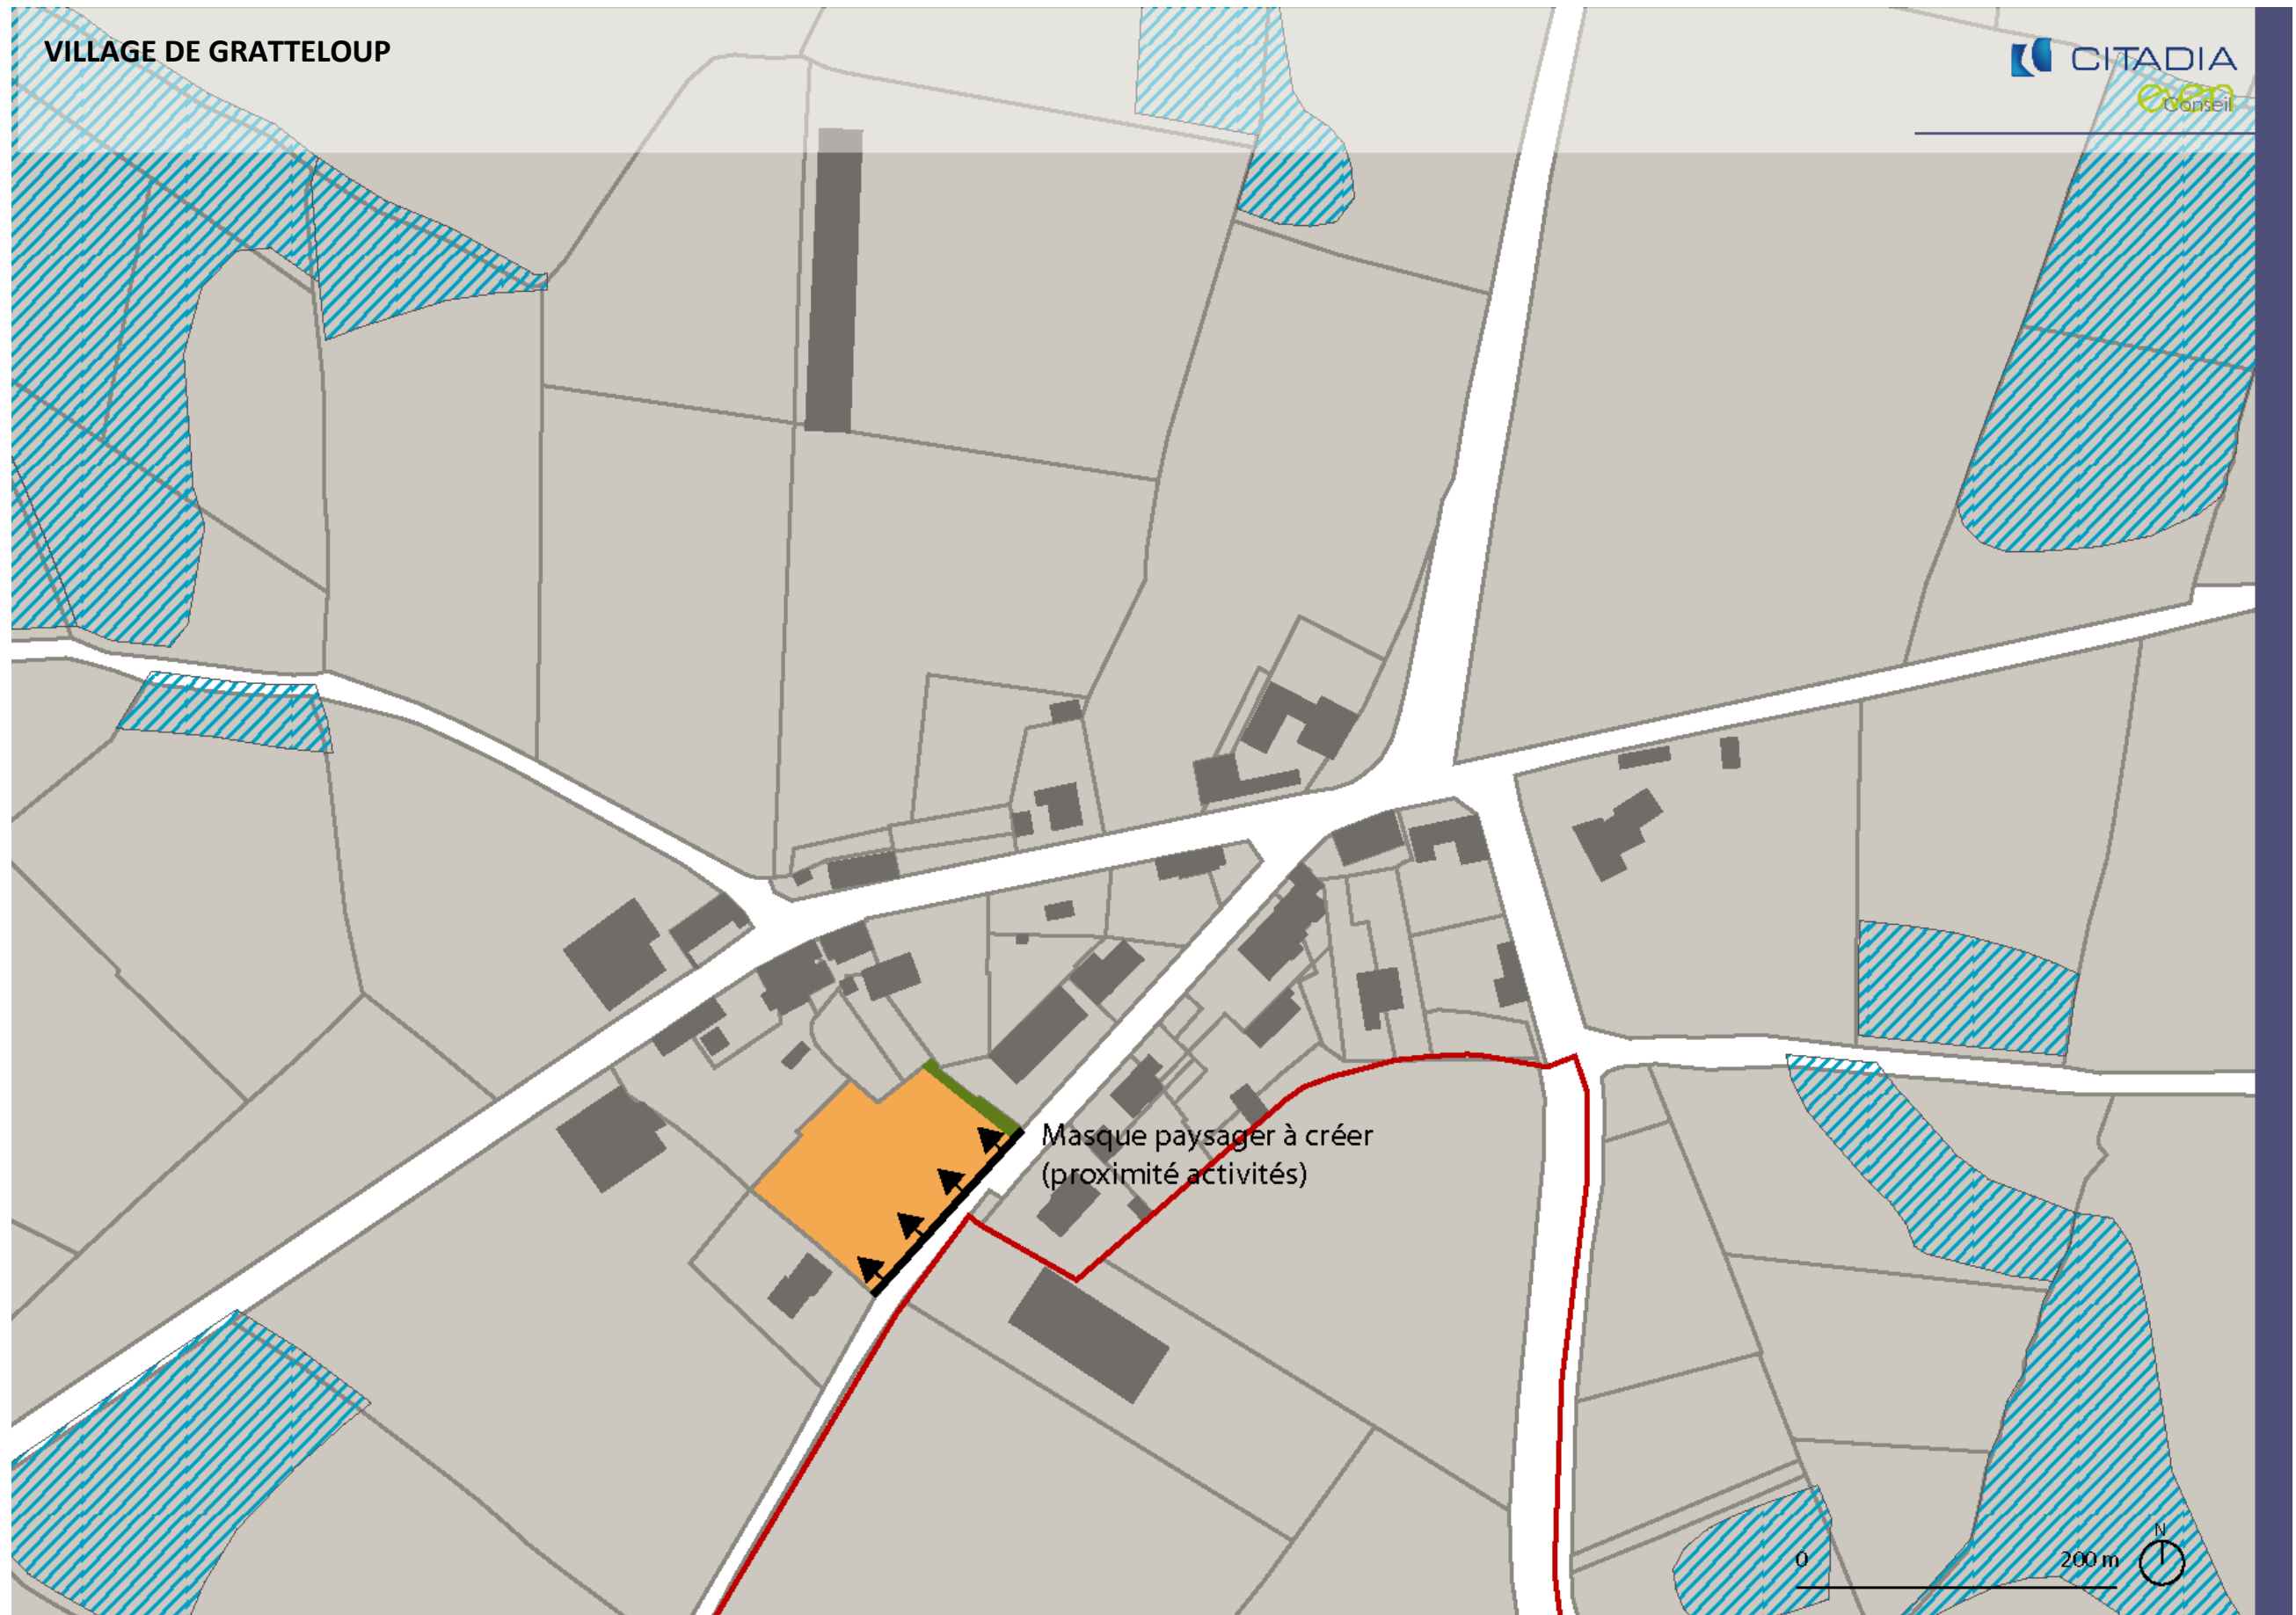 VILLAGE DE GRATTELOUP
CITADIA
even
Conseil
Masque paysager à créer
(proximité activités)
N
0 200 m